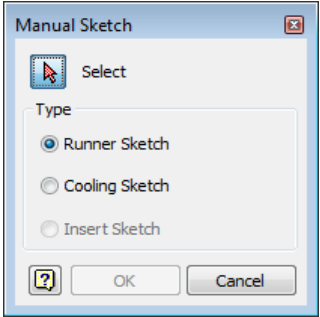 Manual Sketch
Select
Type
Runner Sketch
Cooling Sketch
Insert Sketch
OK Cancel